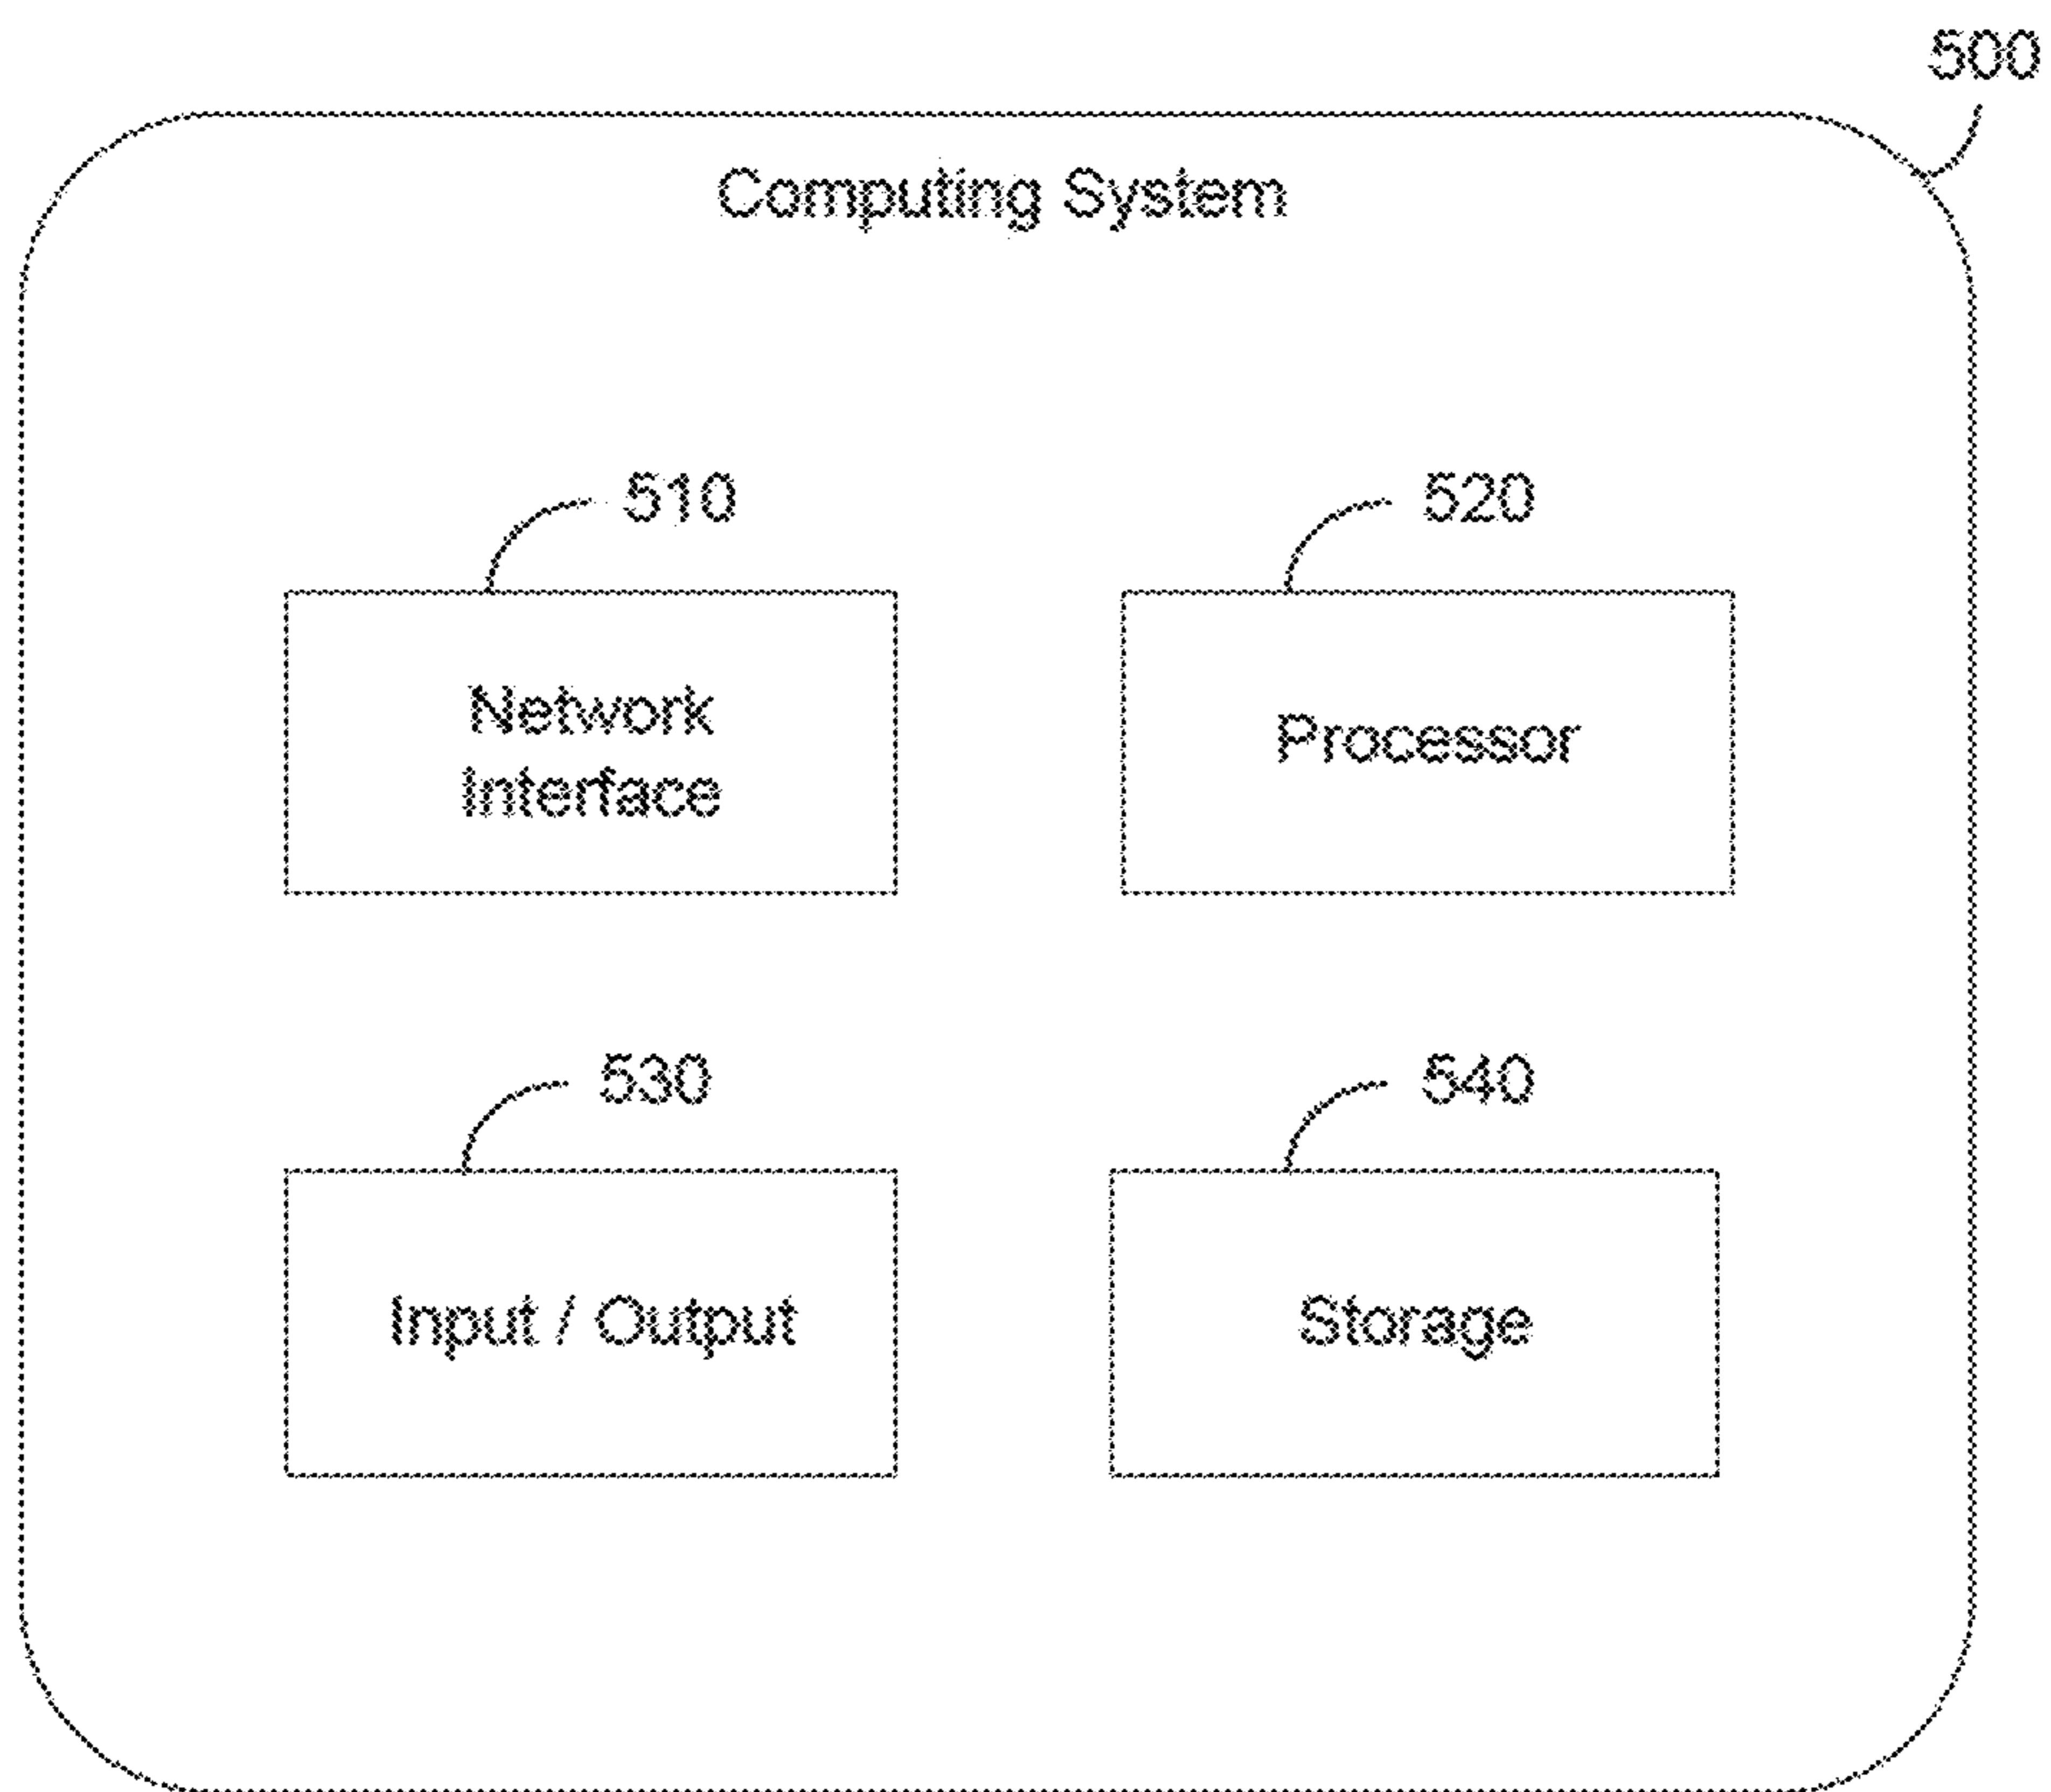 500
Computing System
510
520
Network
Interface
Processor
530
540
Input / Output
Storage